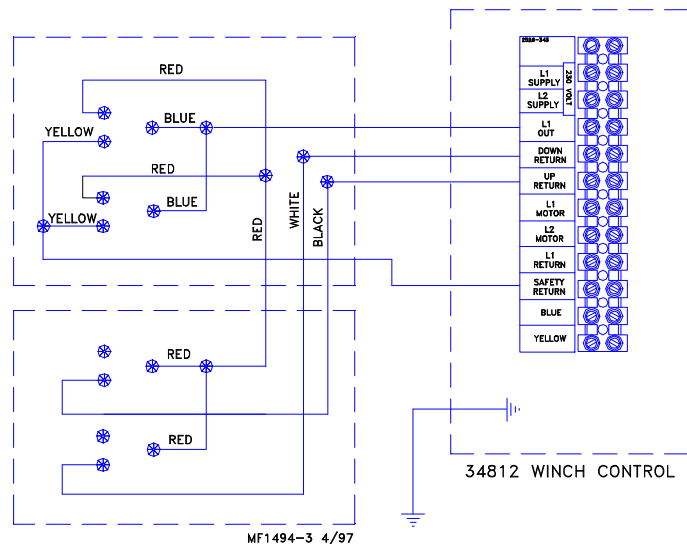 RED
BLUE
YELLOW
RED
BLUE
YELLOW
RED
WHITE
BLACK
RED
RED
MF1494-3 4/97
L1
SUPPLY
L2
SUPPLY
230 VOLT
L1
OUT
DOWN
RETURN
UP
RETURN
L1
MOTOR
L2
MOTOR
L1
RETURN
SAFETY
RETURN
BLUE
YELLOW
34812 WINCH CONTROL